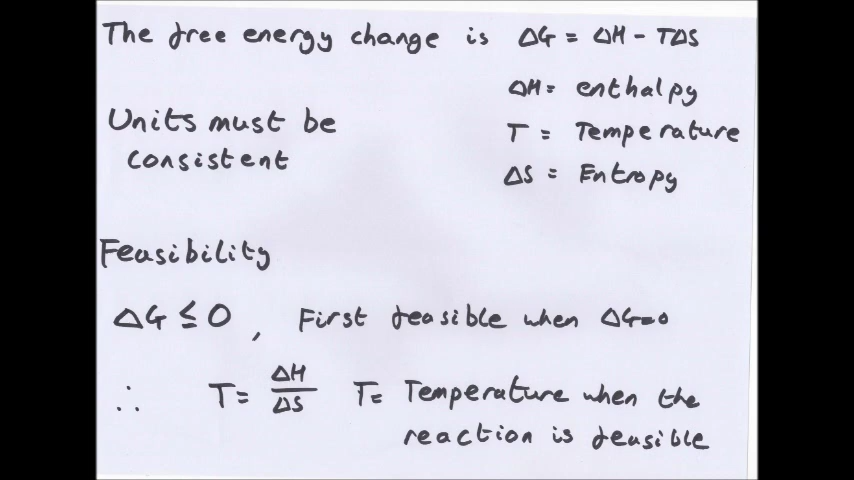 The free energy change is ΔG = ΔH - TΔS
ΔH = enthalpy
Units must be
T = Temperature
consistent
ΔS = Entropy
Feasibility
ΔG ≤ 0, First feasible when ΔG=0
∴ T = ΔH/ΔS T= Temperature when the
reaction is feasible